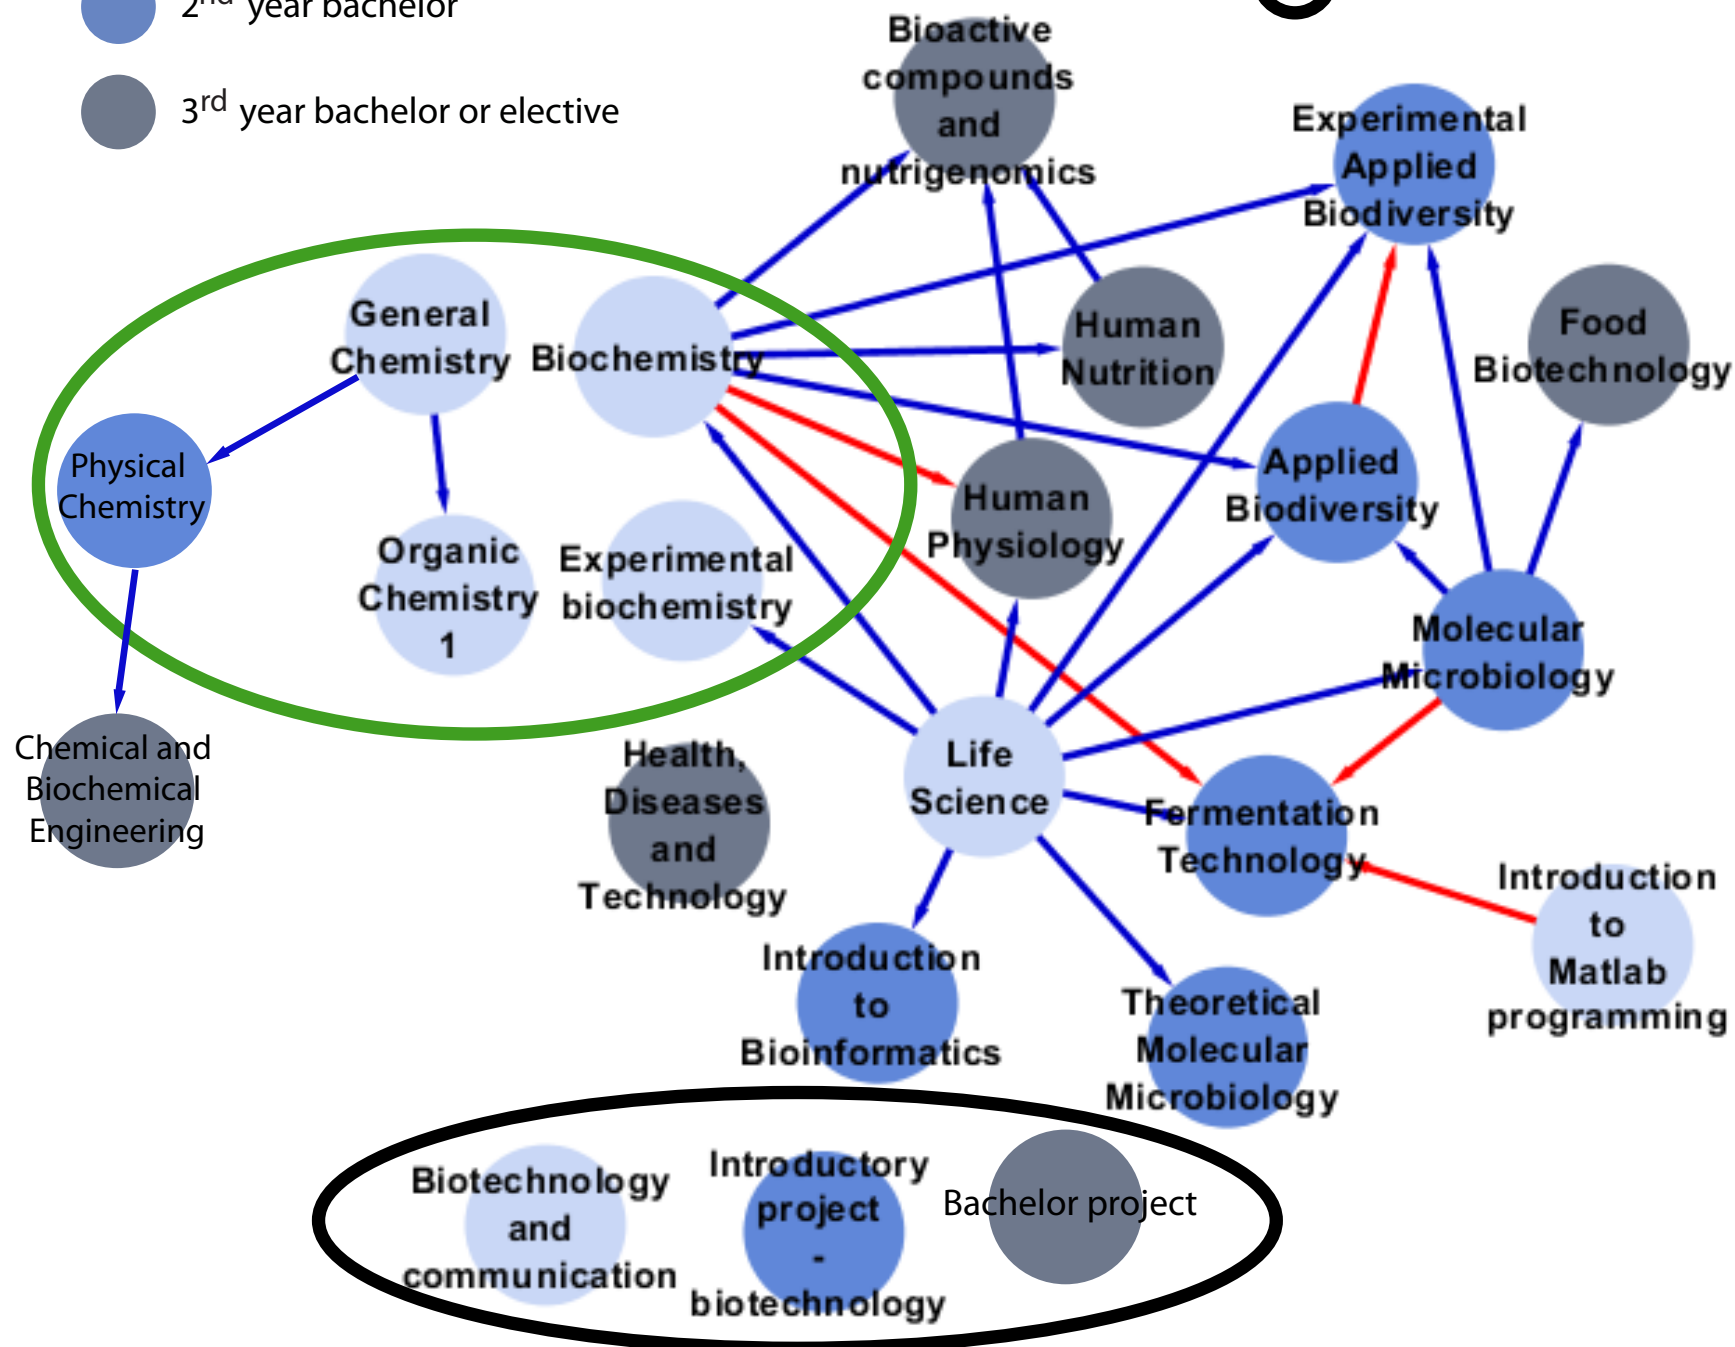 2nd year bachelor
3rd year bachelor or elective
Bioactive
compounds
and
nutrigenomics
Experimental
Applied
Biodiversity
General
Chemistry
Biochemistry
Human
Nutrition
Food
Biotechnology
Physical
Chemistry
Organic
Chemistry
1
Experimental
biochemistry
Human
Physiology
Applied
Biodiversity
Molecular
Microbiology
Chemical and
Biochemical
Engineering
Health,
Diseases
and
Technology
Life
Science
Fermentation
Technology
Introduction
to
Matlab
programming
Introduction
to
Bioinformatics
Theoretical
Molecular
Microbiology
Biotechnology
and
communication
Introductory
project
-
biotechnology
Bachelor project